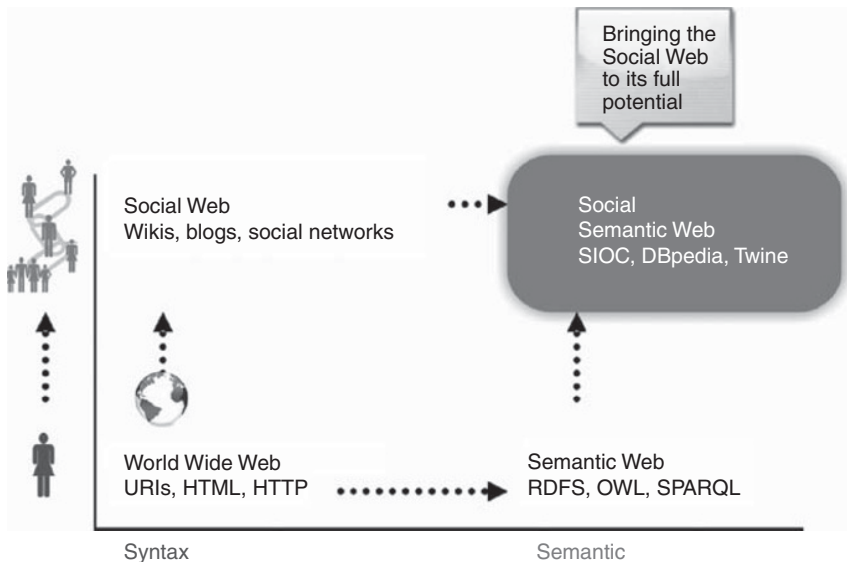 Bringing the
Social Web
to its full
potential
Social Web
Wikis, blogs, social networks
Social
Semantic Web
SIOC, DBpedia, Twine
World Wide Web
URIs, HTML, HTTP
Semantic Web
RDFS, OWL, SPARQL
Syntax
Semantic